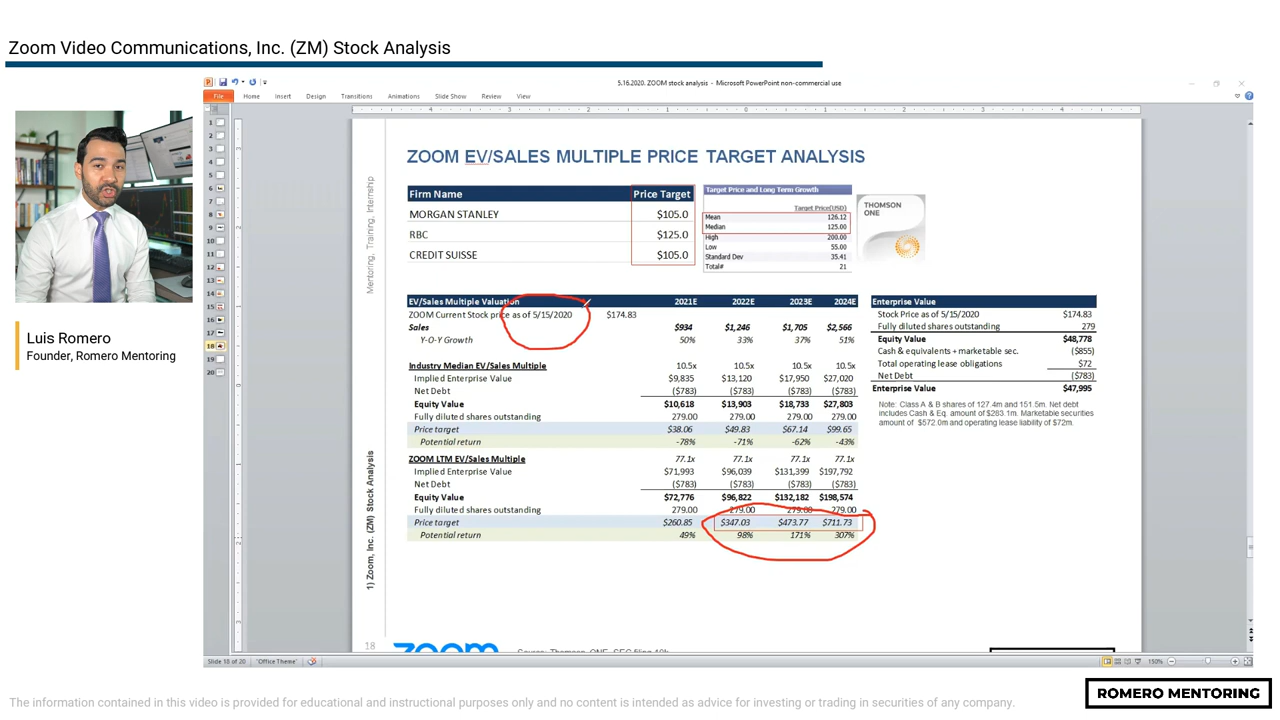 Zoom Video Communications, Inc. (ZM) Stock Analysis
5.16.2020. ZOOM stock analysis - Microsoft PowerPoint non-commercial use
File Home Insert Design Transitions Animations Slide Show Review View
Luis Romero
Founder, Romero Mentoring
Mentoring, Training, Internship
1) Zoom, Inc. (ZM) Stock Analysis
ZOOM EV/SALES MULTIPLE PRICE TARGET ANALYSIS
Firm Name Price Target
MORGAN STANLEY $105.0
RBC $125.0
CREDIT SUISSE $105.0
Target Price and Long Term Growth
Target Price(USD)
Mean 126.12
Median 125.00
High 200.00
Low 55.00
Standard Dev 35.41
Total# 21
THOMSON
ONE
EV/Sales Multiple Valuation 2021E 2022E 2023E 2024E
ZOOM Current Stock price as of 5/15/2020 $174.83
Sales $934 $1,246 $1,705 $2,566
Y-O-Y Growth 50% 33% 37% 51%
Industry Median EV/Sales Multiple 10.5x 10.5x 10.5x 10.5x
Implied Enterprise Value $9,835 $13,120 $17,950 $27,020
Net Debt ($783) ($783) ($783) ($783)
Equity Value $10,618 $13,903 $18,733 $27,803
Fully diluted shares outstanding 279.00 279.00 279.00 279.00
Price target $38.06 $49.83 $67.14 $99.65
Potential return -78% -71% -62% -43%
ZOOM LTM EV/Sales Multiple 77.1x 77.1x 77.1x 77.1x
Implied Enterprise Value $71,993 $96,039 $131,399 $197,792
Net Debt ($783) ($783) ($783) ($783)
Equity Value $72,776 $96,822 $132,182 $198,574
Fully diluted shares outstanding 279.00 279.00 279.00 279.00
Price target $260.85 $347.03 $473.77 $711.73
Potential return 49% 98% 171% 307%
Enterprise Value
Stock Price as of 5/15/2020 $174.83
Fully diluted shares outstanding 279
Equity Value $48,778
Cash & equivalents + marketable sec. ($855)
Total operating lease obligations $72
Net Debt ($783)
Enterprise Value $47,995
Note: Class A & B shares of 127.4m and 151.5m. Net debt
includes Cash & Eq. amount of $283.1m. Marketable securities
amount of $572.0m and operating lease liability of $72m.
18
zoom
Source: Thomson ONE, SEC filing 10k
Slide 18 of 20 'Office Theme' 150%
The information contained in this video is provided for educational and instructional purposes only and no content is intended as advice for investing or trading in securities of any company.
ROMERO MENTORING